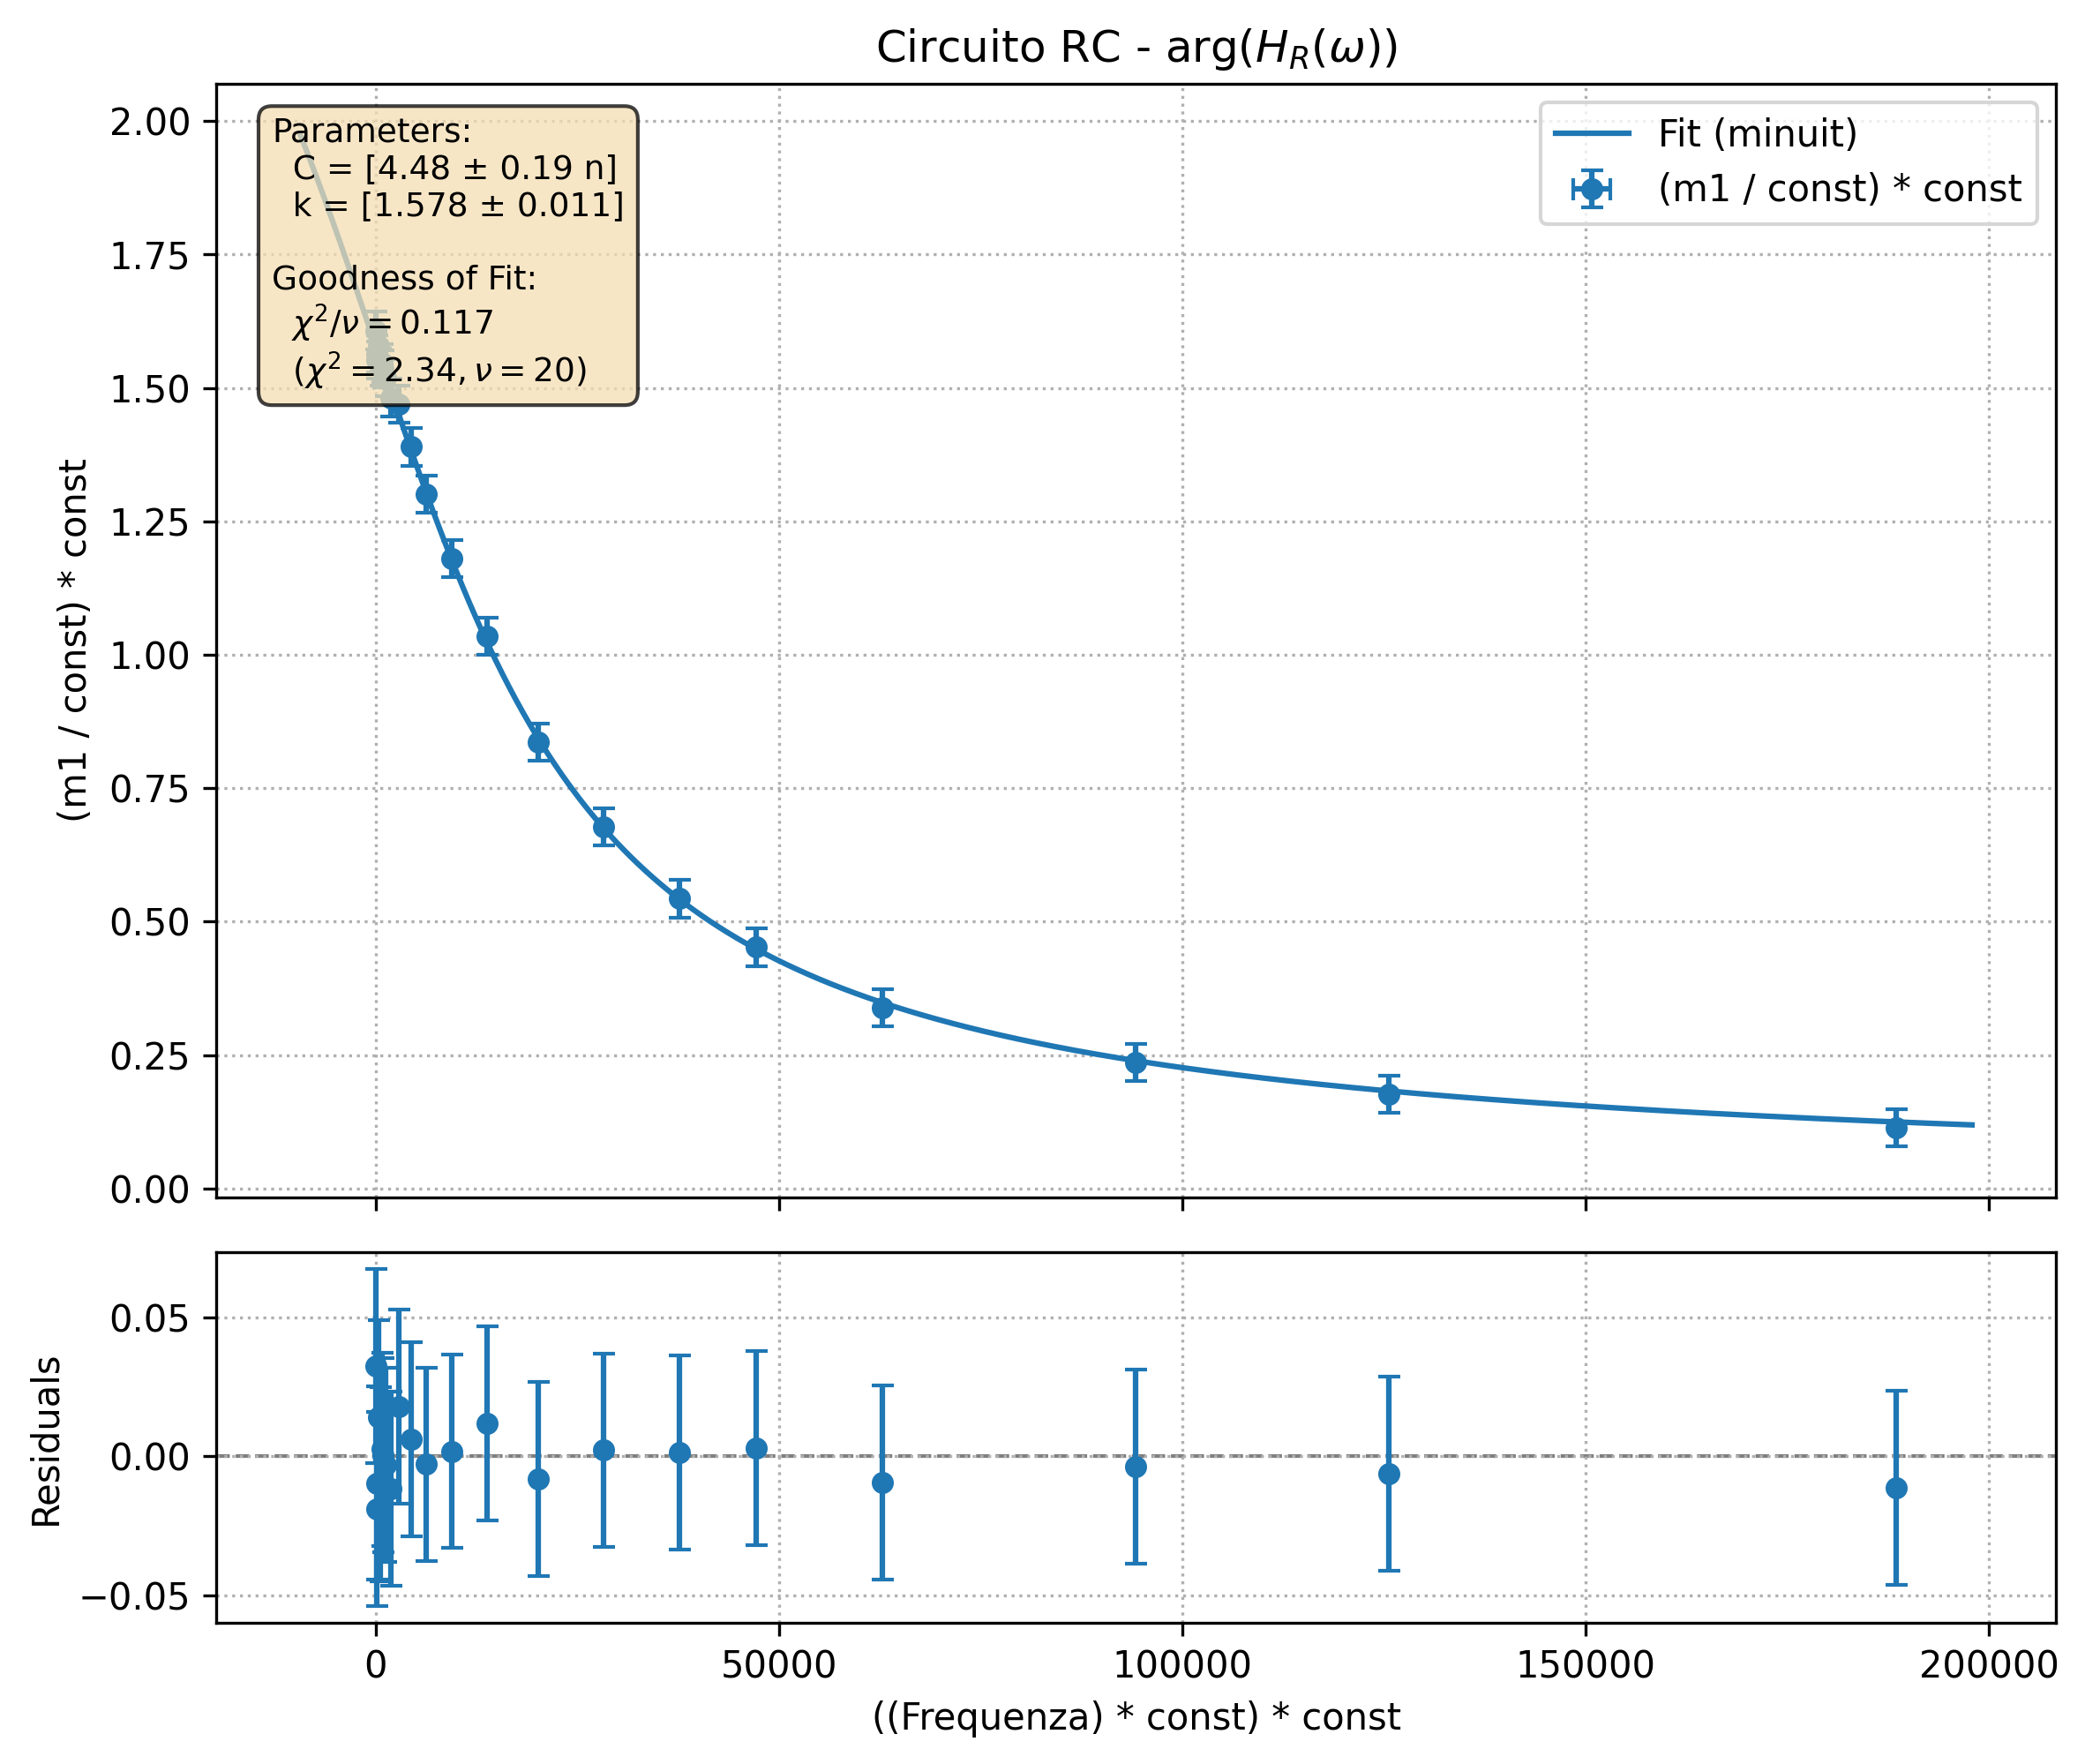 Circuito RC - arg(H_R(ω))
Parameters:
C = [4.48 ± 0.19 n]
k = [1.578 ± 0.011]
Goodness of Fit:
χ²/ν = 0.117
(χ² = 2.34, ν = 20)
Fit (minuit)
(m1 / const) * const
2.00
1.75
1.50
1.25
1.00
0.75
0.50
0.25
0.00
(m1 / const) * const
0.05
0.00
−0.05
Residuals
0 50000 100000 150000 200000
((Frequenza) * const) * const